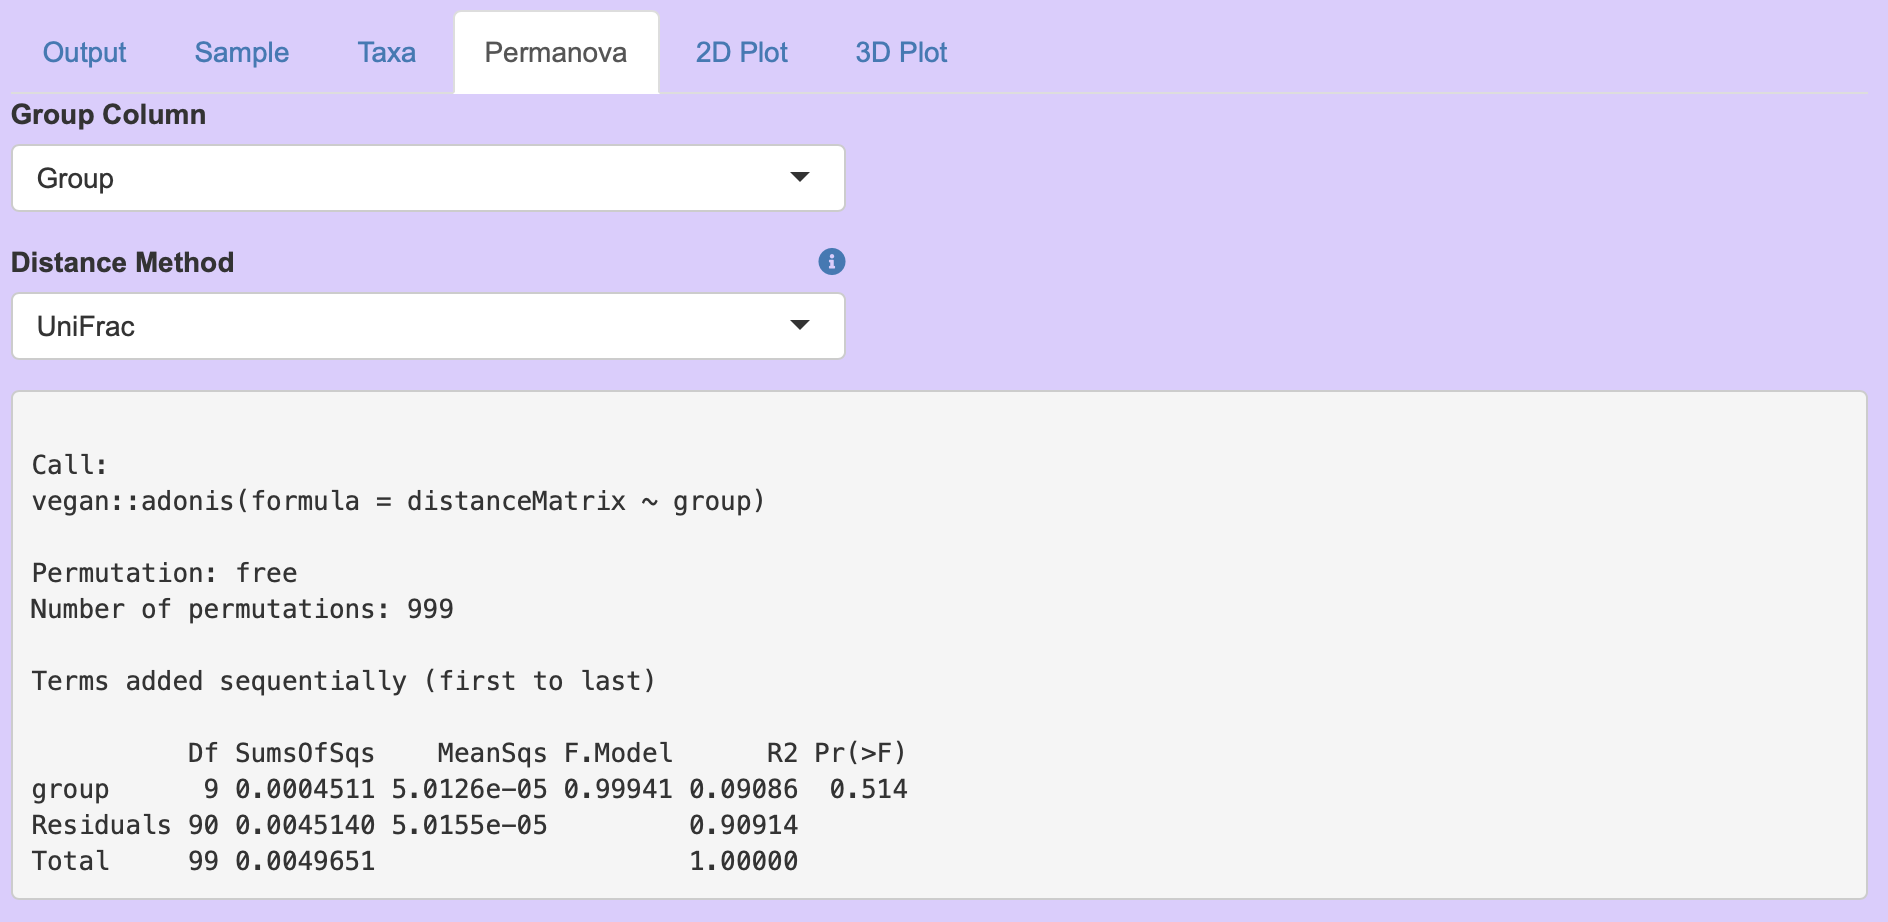 Output Sample Taxa Permanova 2D Plot 3D Plot
Group Column
Group
Distance Method
UniFrac
Call:
vegan::adonis(formula = distanceMatrix ~ group)
Permutation: free
Number of permutations: 999
Terms added sequentially (first to last)
Df SumsOfSqs MeanSqs F.Model R2 Pr(>F)
group 9 0.0004511 5.0126e-05 0.99941 0.09086 0.514
Residuals 90 0.0045140 5.0155e-05 0.90914
Total 99 0.0049651 1.00000